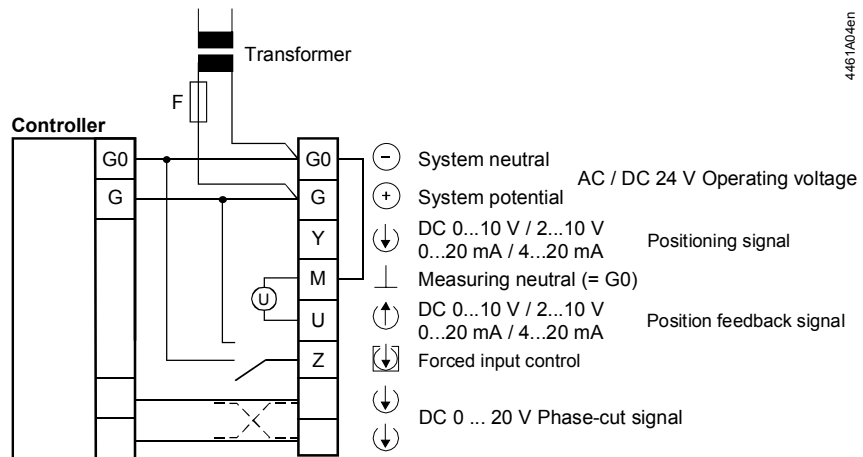 4461A04en
Transformer
F
Controller
G0 G0 - System neutral
AC / DC 24 V Operating voltage
G G + System potential
Y DC 0...10 V / 2...10 V
0...20 mA / 4...20 mA Positioning signal
M Measuring neutral (= G0)
U
U DC 0...10 V / 2...10 V
0...20 mA / 4...20 mA Position feedback signal
Z Forced input control
DC 0 ... 20 V Phase-cut signal